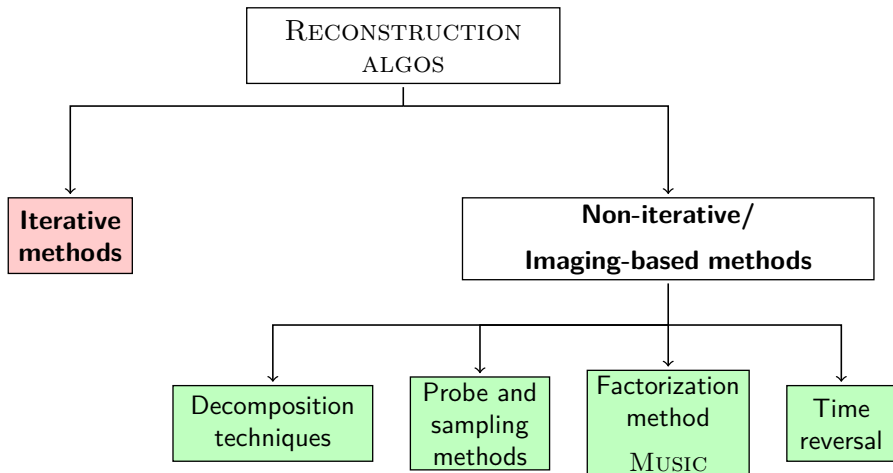 RECONSTRUCTION
ALGOS
Iterative
methods
Non-iterative/
Imaging-based methods
Decomposition
techniques
Probe and
sampling
methods
Factorization
method
MUSIC
Time
reversal